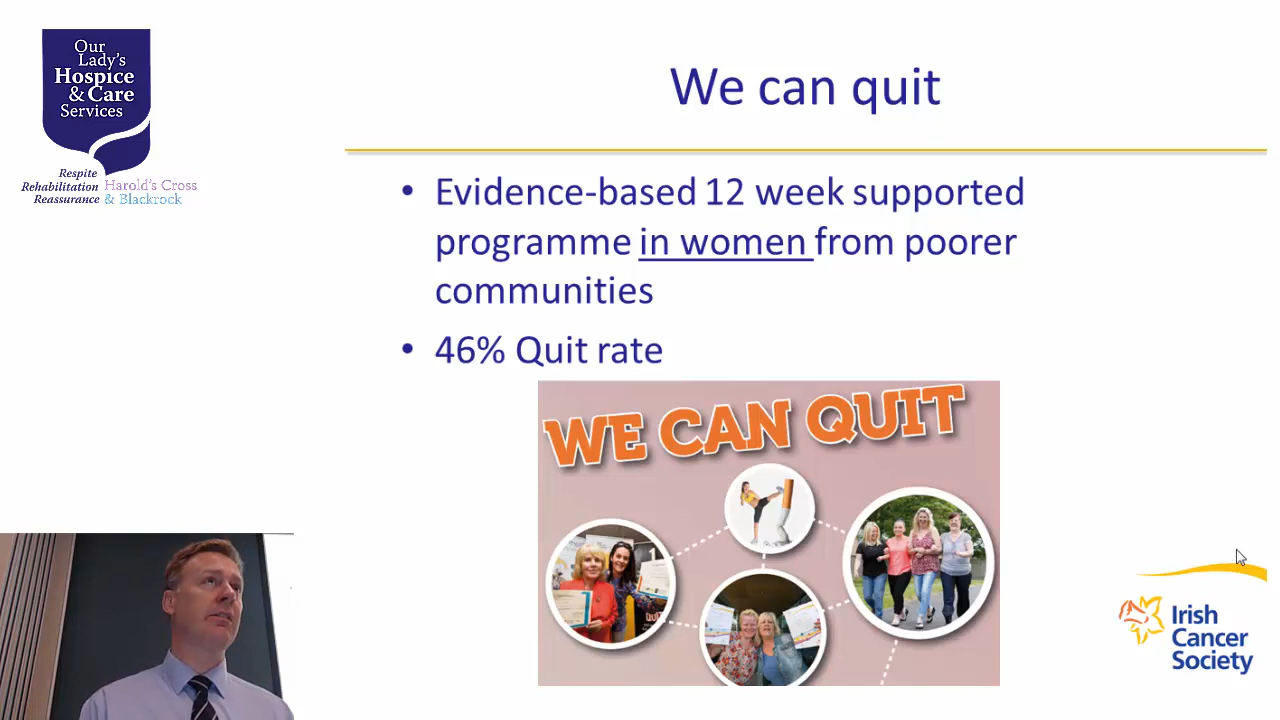 Our
Lady's
Hospice
& Care
Services
Respite
Rehabilitation
Reassurance
Harold's Cross
& Blackrock
We can quit
• Evidence-based 12 week supported
programme in women from poorer
communities
• 46% Quit rate
WE CAN QUIT
Irish
Cancer
Society